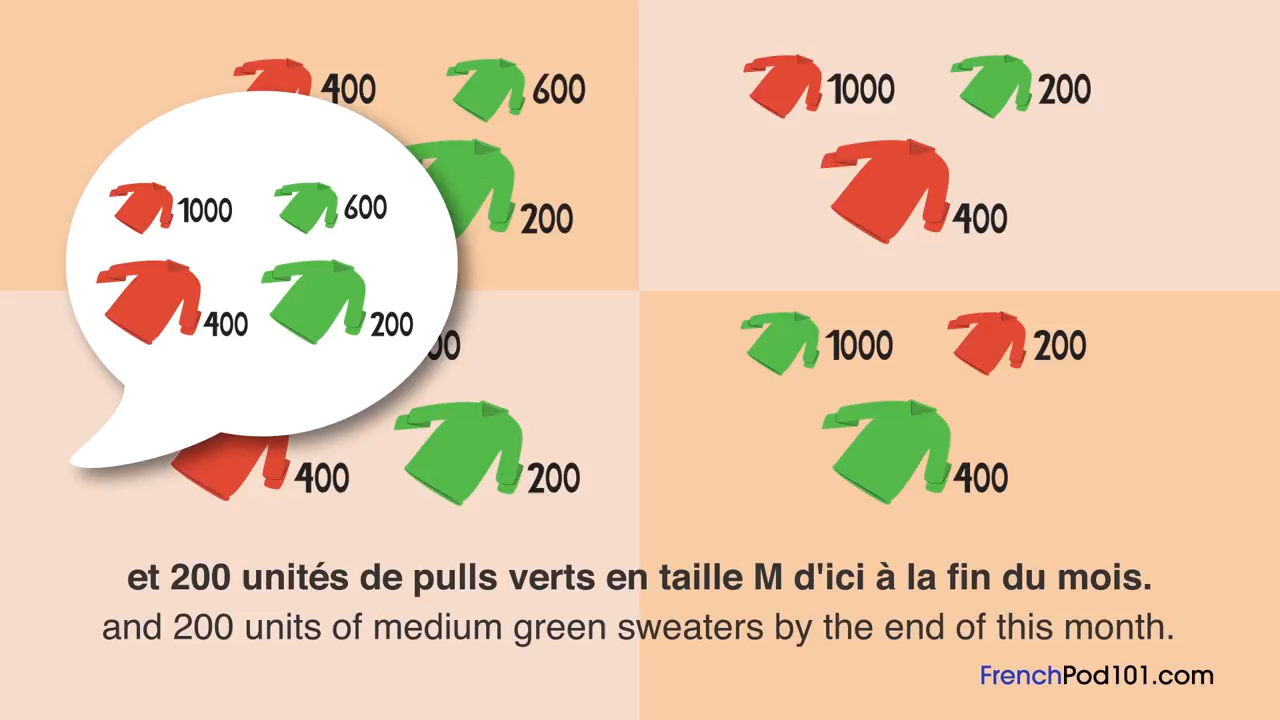 400 600 1000 200
1000 600
200 400
400 200
1000 200
400 200 400
et 200 unités de pulls verts en taille M d'ici à la fin du mois.
and 200 units of medium green sweaters by the end of this month.
FrenchPod101.com